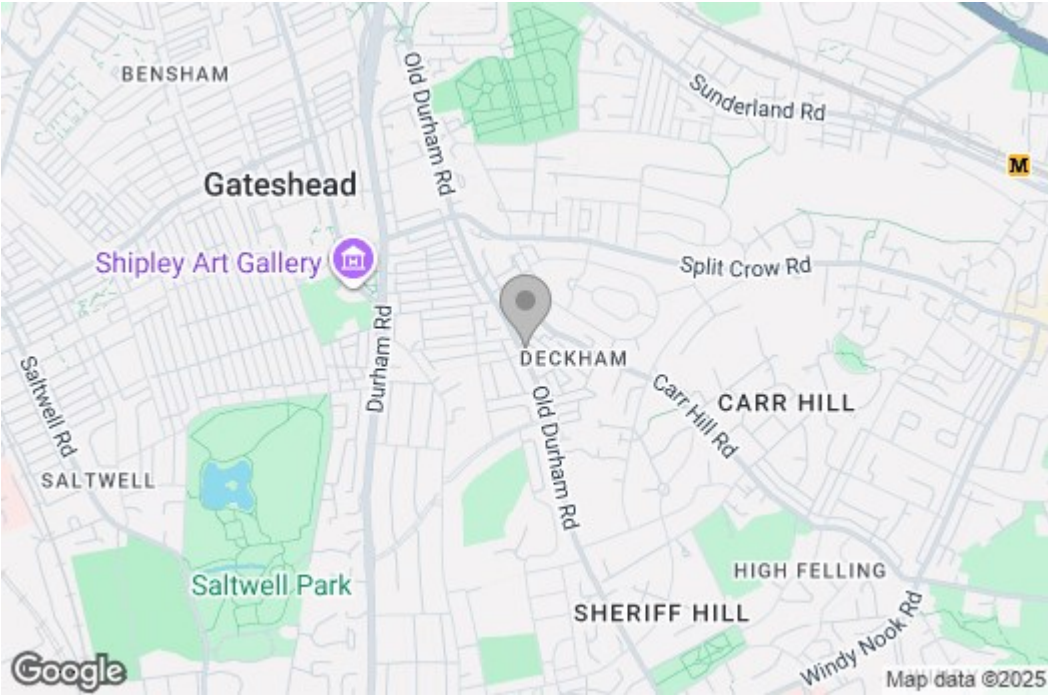 BENSHAM
Old Durham Rd
Sunderland Rd
M
Gateshead
Shipley Art Gallery
Split Crow Rd
Durham Rd
DECKHAM
Saltwell Rd
Carr Hill Rd
CARR HILL
Old Durham Rd
SALTWELL
HIGH FELLING
Saltwell Park
SHERIFF HILL
Windy Nook Rd
Google
Map data ©2025